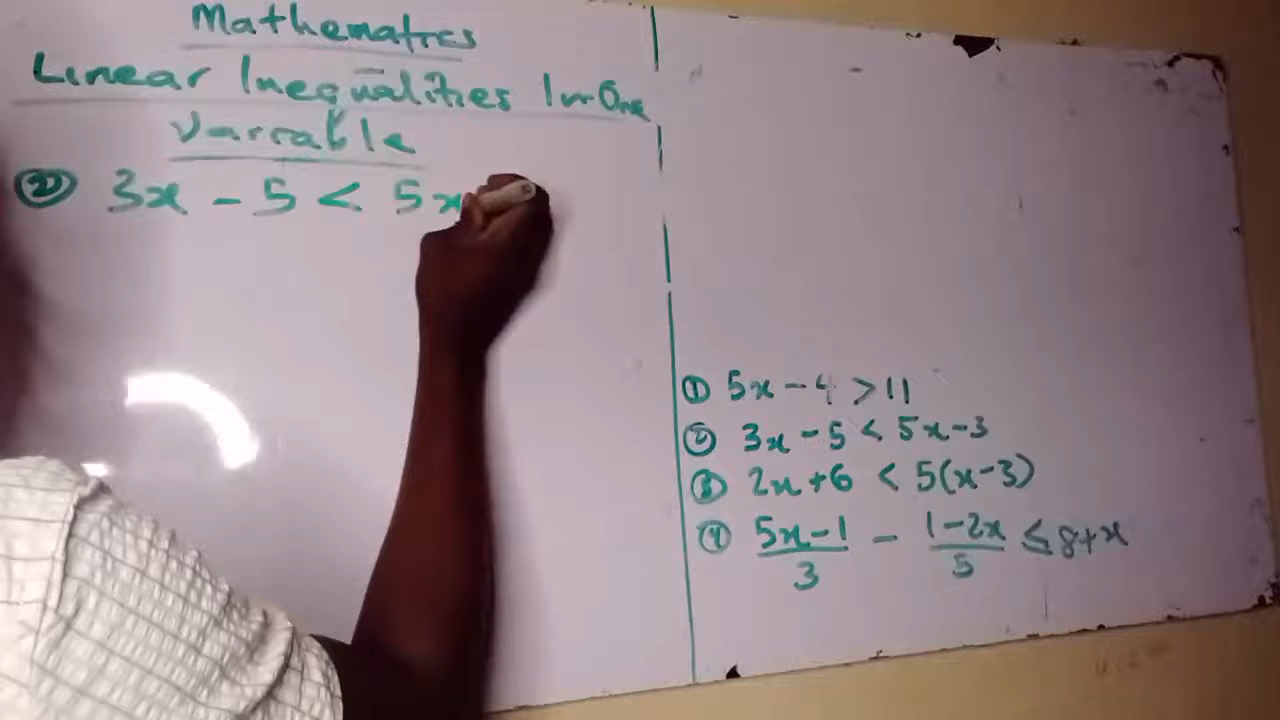 Mathematics
Linear Inequalities In One
Variable
② 3x - 5 < 5x
① 5x - 4 > 11
② 3x - 5 < 5x - 3
③ 2x + 6 < 5(x - 3)
④ 5x-1/3 - 1-2x/5 ≤ 8+x